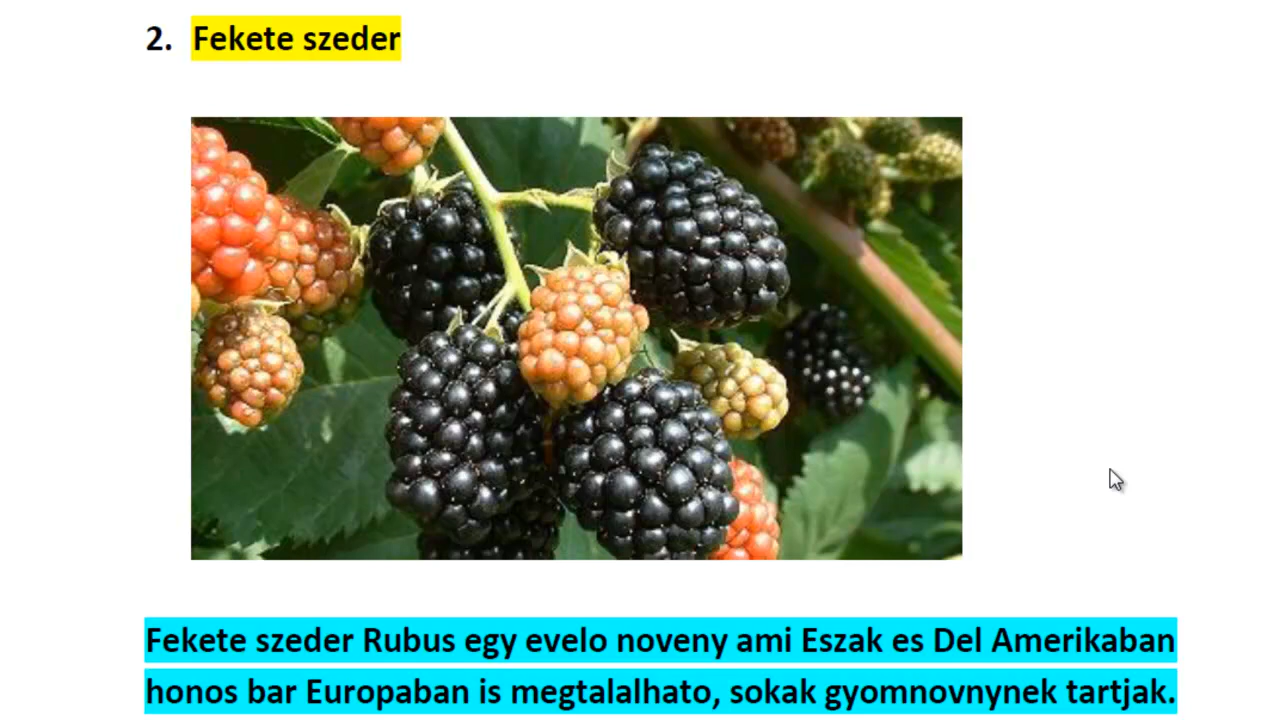 2. Fekete szeder
Fekete szeder Rubus egy evelo noveny ami Eszak es Del Amerikaban
honos bar Europaban is megtalalhato, sokak gyomnovnynek tartjak.